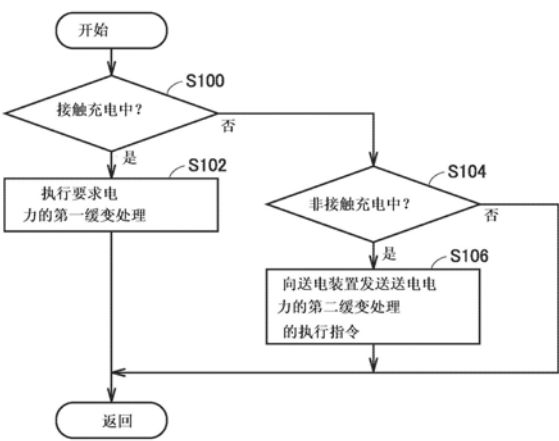 开始
S100
接触充电中？
否
是
S102
执行要求电
力的第一缓变处理
S104
非接触充电中？
否
是
S106
向送电装置发送送电电
力的第二缓变处理
的执行指令
返回